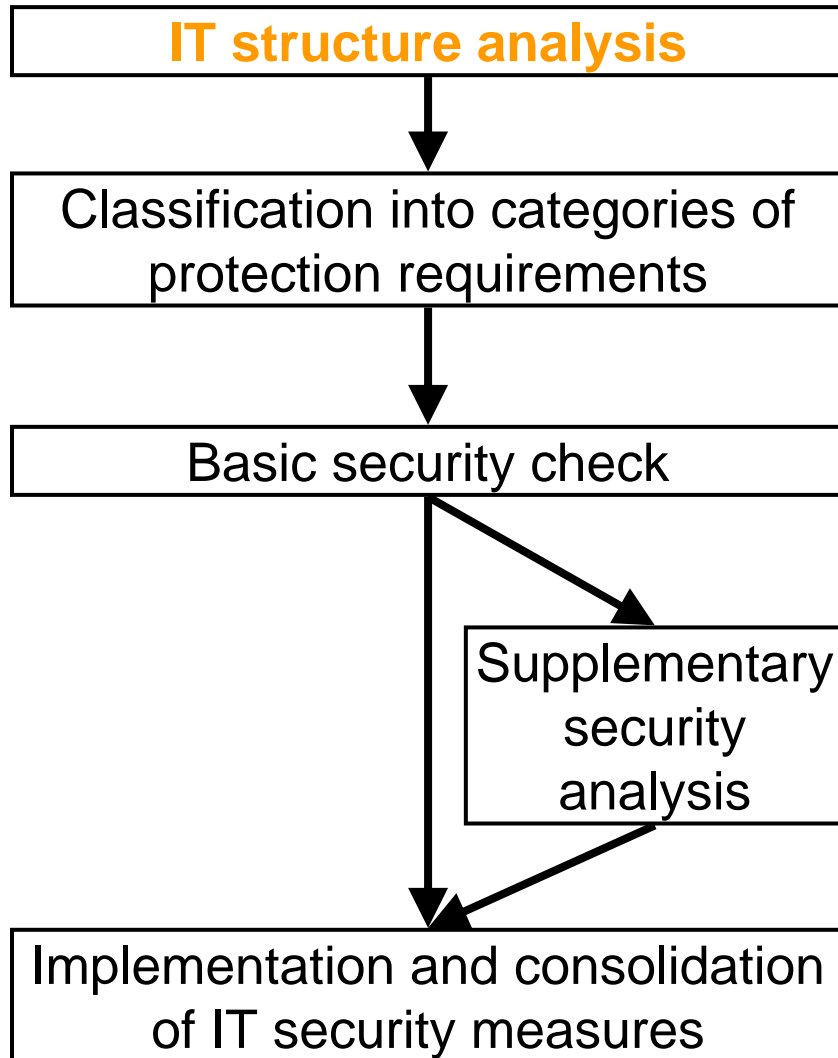 IT structure analysis
Classification into categories of
protection requirements
Basic security check
Supplementary
security
analysis
Implementation and consolidation
of IT security measures